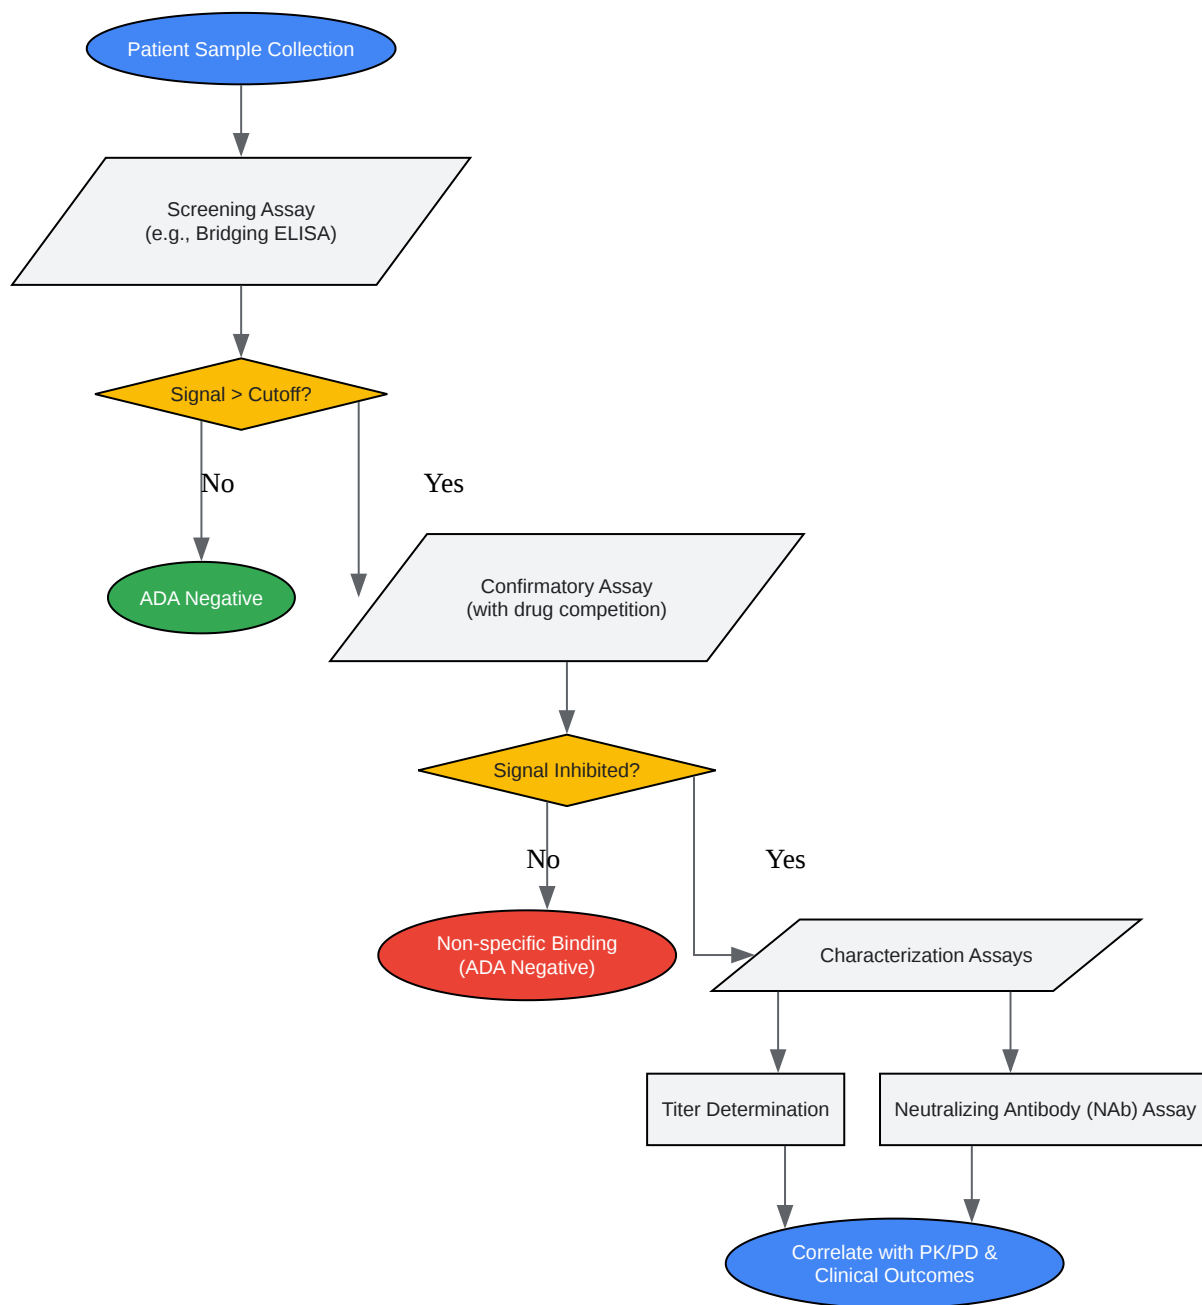 Patient Sample Collection
Screening Assay
(e.g., Bridging ELISA)
Signal > Cutoff?
No
Yes
ADA Negative
Confirmatory Assay
(with drug competition)
Signal Inhibited?
No
Yes
Non-specific Binding
(ADA Negative)
Characterization Assays
Titer Determination
Neutralizing Antibody (NAb) Assay
Correlate with PK/PD &
Clinical Outcomes